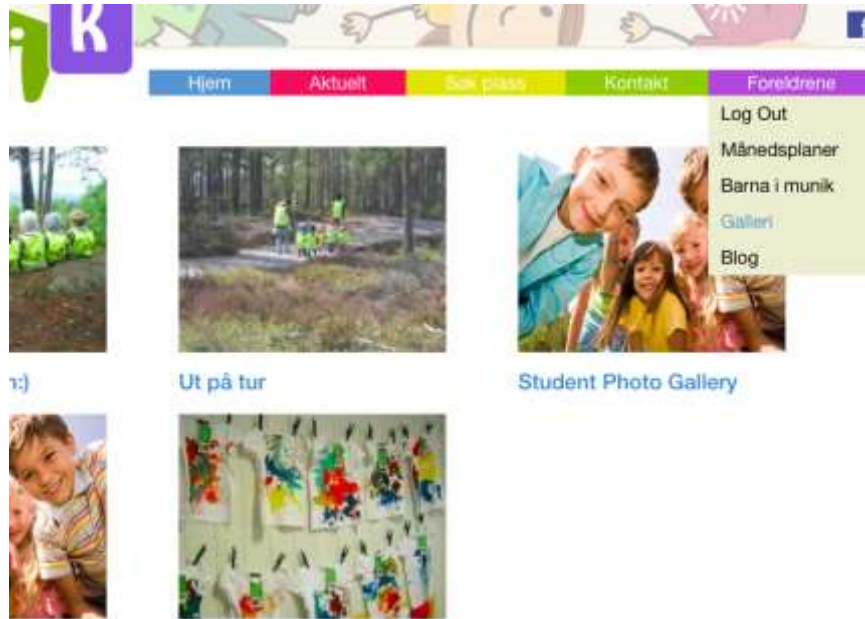 i K
Hjem Aktuelt Søk plass Kontakt Foreldrene
Log Out
Månedsplaner
Barna i munik
Galleri
Blog
n:) Ut på tur Student Photo Gallery